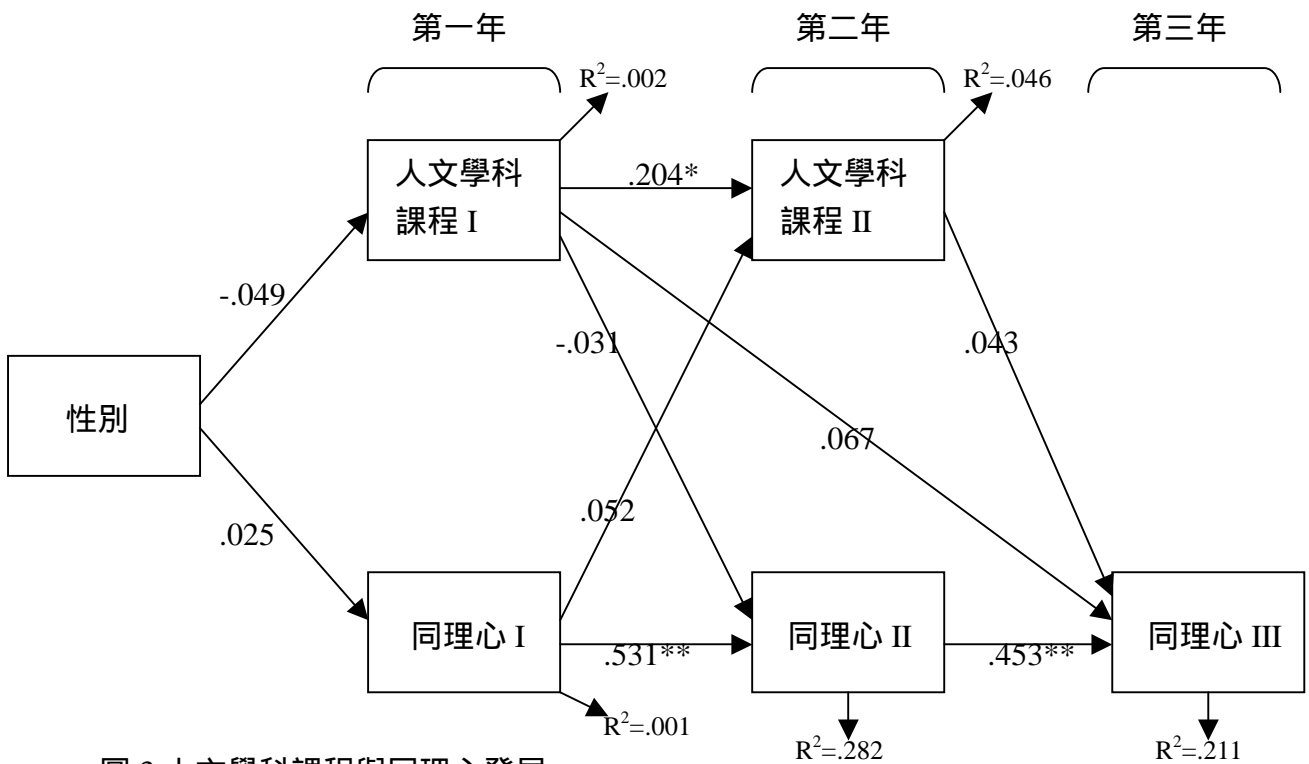 第一年
第二年
第三年
R²=.002
R²=.046
人文學科
課程 I
.204*
人文學科
課程 II
-.049
-.031
.043
性別
.067
.052
.025
同理心 I
.531**
同理心 II
.453**
同理心 III
R²=.001
R²=.282
R²=.211